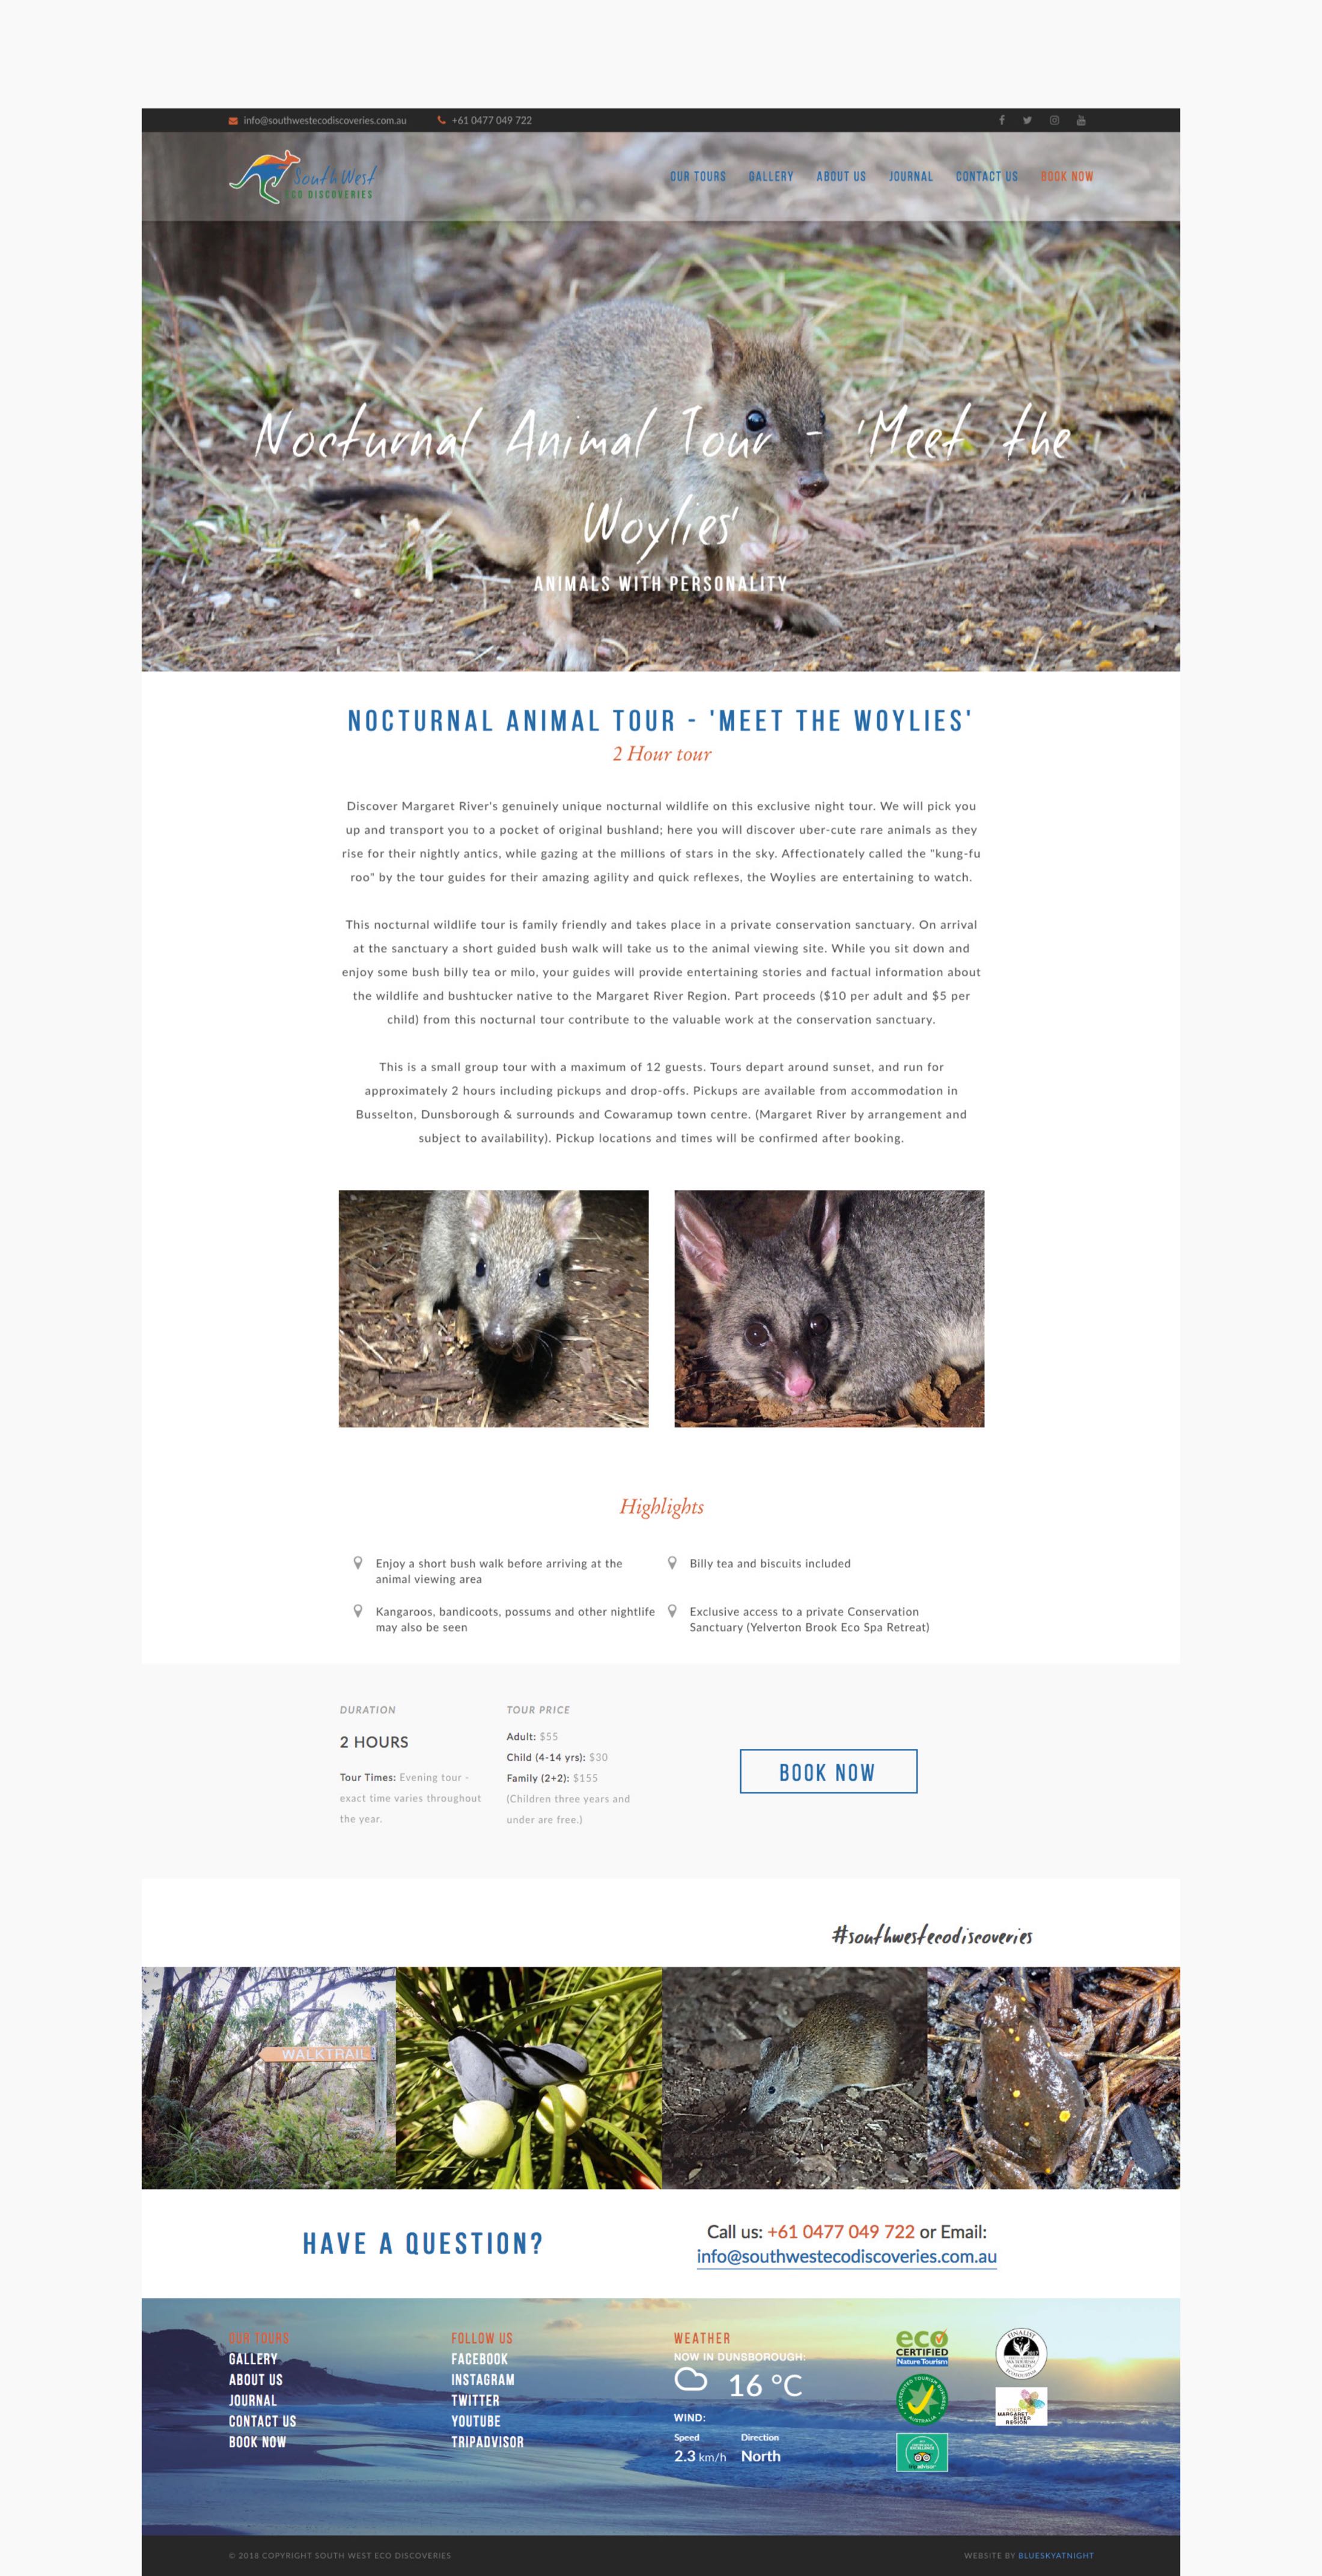 info@southwestecodiscoveries.com.au +61 0477 049 722
South West
ECO DISCOVERIES
OUR TOURS GALLERY ABOUT US JOURNAL CONTACT US BOOK NOW
Nocturnal Animal Tour - 'Meet the
Woylies'
ANIMALS WITH PERSONALITY
NOCTURNAL ANIMAL TOUR - 'MEET THE WOYLIES'
2 Hour tour
Discover Margaret River's genuinely unique nocturnal wildlife on this exclusive night tour. We will pick you
up and transport you to a pocket of original bushland; here you will discover uber-cute rare animals as they
rise for their nightly antics, while gazing at the millions of stars in the sky. Affectionately called the "kung-fu
roo" by the tour guides for their amazing agility and quick reflexes, the Woylies are entertaining to watch.
This nocturnal wildlife tour is family friendly and takes place in a private conservation sanctuary. On arrival
at the sanctuary a short guided bush walk will take us to the animal viewing site. While you sit down and
enjoy some bush billy tea or milo, your guides will provide entertaining stories and factual information about
the wildlife and bushtucker native to the Margaret River Region. Part proceeds ($10 per adult and $5 per
child) from this nocturnal tour contribute to the valuable work at the conservation sanctuary.
This is a small group tour with a maximum of 12 guests. Tours depart around sunset, and run for
approximately 2 hours including pickups and drop-offs. Pickups are available from accommodation in
Busselton, Dunsborough & surrounds and Cowaramup town centre. (Margaret River by arrangement and
subject to availability). Pickup locations and times will be confirmed after booking.
Highlights
Enjoy a short bush walk before arriving at the
animal viewing area
Billy tea and biscuits included
Kangaroos, bandicoots, possums and other nightlife
may also be seen
Exclusive access to a private Conservation
Sanctuary (Yelverton Brook Eco Spa Retreat)
DURATION
2 HOURS
Tour Times: Evening tour -
exact time varies throughout
the year.
TOUR PRICE
Adult: $55
Child (4-14 yrs): $30
Family (2+2): $155
(Children three years and
under are free.)
BOOK NOW
#southwestecodiscoveries
WALK TRAIL
HAVE A QUESTION?
Call us: +61 0477 049 722 or Email:
info@southwestecodiscoveries.com.au
OUR TOURS
GALLERY
ABOUT US
JOURNAL
CONTACT US
BOOK NOW
FOLLOW US
FACEBOOK
INSTAGRAM
TWITTER
YOUTUBE
TRIPADVISOR
WEATHER
NOW IN DUNSBOROUGH:
16 °C
WIND:
Speed Direction
2.3 km/h North
eco
CERTIFIED
Nature Tourism
ACCREDITED TOURISM BUSINESS
AUSTRALIA
FINALIST
MARGARET
RIVER
REGION
© 2018 COPYRIGHT SOUTH WEST ECO DISCOVERIES
WEBSITE BY BLUESKYATNIGHT